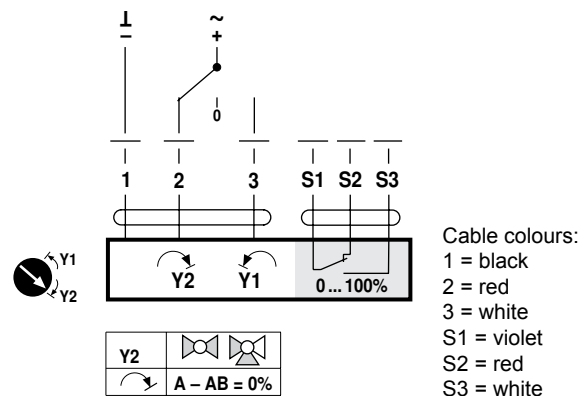 ⊥ ~
– +
0
1 2 3 S1 S2 S3
Y1
Y2
Y2 Y1
0 ... 100%
Y2
A – AB = 0%
Cable colours:
1 = black
2 = red
3 = white
S1 = violet
S2 = red
S3 = white